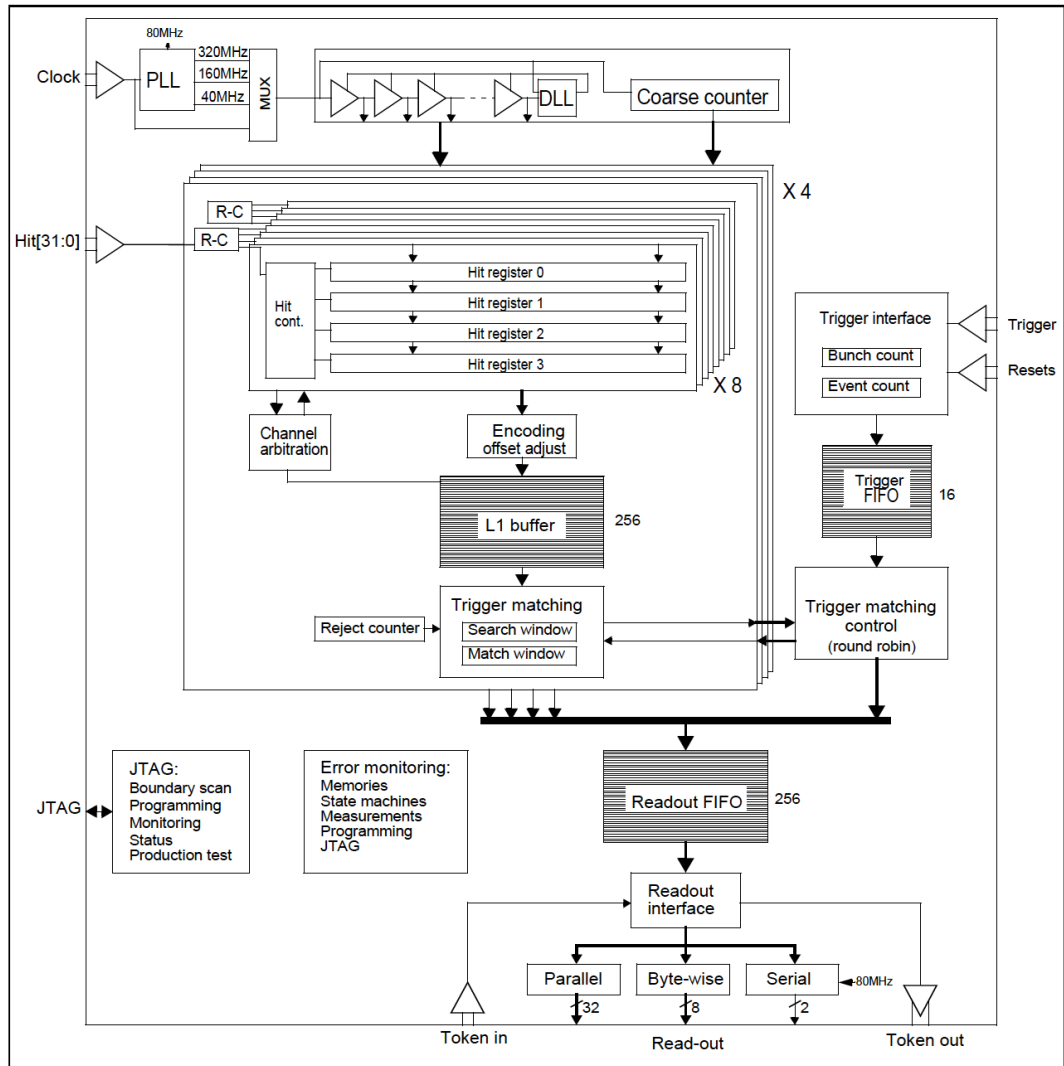 80MHz
320MHz
Clock
PLL
160MHz
40MHz
MUX
DLL
Coarse counter
X 4
R-C
Hit[31:0]
R-C
Hit register 0
Hit
cont.
Hit register 1
Hit register 2
Hit register 3
X 8
Trigger interface
Trigger
Bunch count
Resets
Event count
Channel
arbitration
Encoding
offset adjust
Trigger
FIFO
16
L1 buffer
256
Trigger matching
Search window
Match window
Reject counter
Trigger matching
control
(round robin)
JTAG
JTAG:
Boundary scan
Programming
Monitoring
Status
Production test
Error monitoring:
Memories
State machines
Measurements
Programming
JTAG
Readout FIFO
256
Readout
interface
Parallel
Byte-wise
Serial
80MHz
32
8
2
Token in
Read-out
Token out